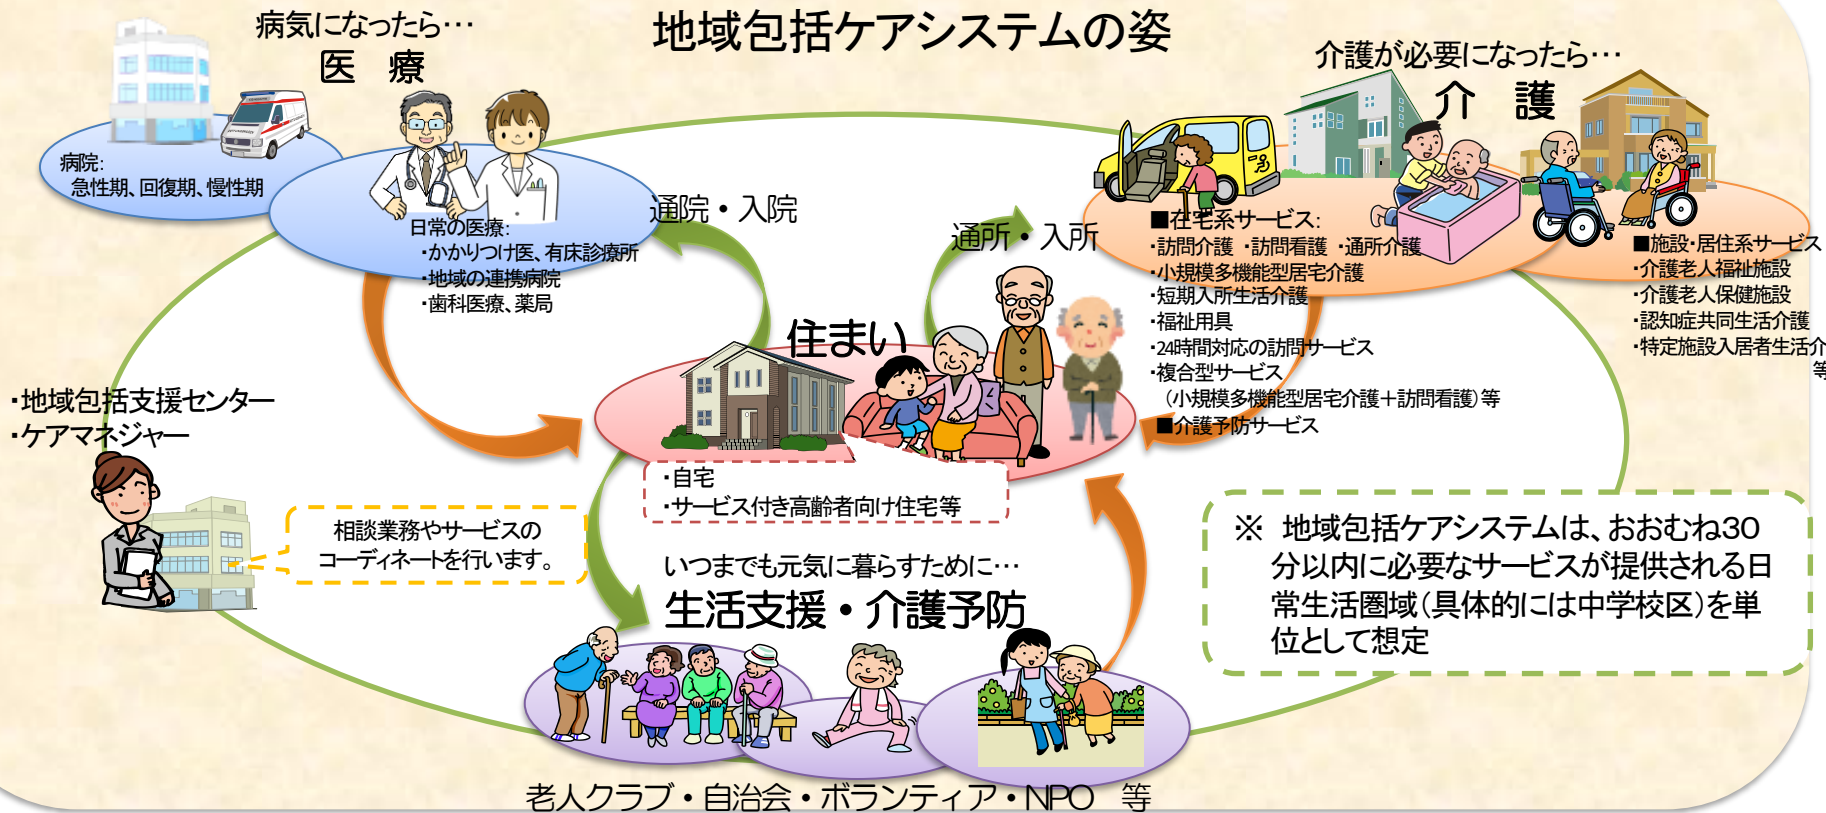 地域包括ケアシステムの姿
病気になったら…
医 療
病院:
急性期、回復期、慢性期
日常の医療:
・かかりつけ医、有床診療所
・地域の連携病院
・歯科医療、薬局
通院・入院
介護が必要になったら…
介 護
通所・入所
■在宅系サービス:
・訪問介護 ・訪問看護 ・通所介護
・小規模多機能型居宅介護
・短期入所生活介護
・福祉用具
・24時間対応の訪問サービス
・複合型サービス
（小規模多機能型居宅介護＋訪問看護）等
■介護予防サービス
■施設・居住系サービス
・介護老人福祉施設
・介護老人保健施設
・認知症共同生活介護
・特定施設入居者生活介
等
住まい
・自宅
・サービス付き高齢者向け住宅等
・地域包括支援センター
・ケアマネジャー
相談業務やサービスの
コーディネートを行います。
いつまでも元気に暮らすために…
生活支援・介護予防
老人クラブ・自治会・ボランティア・NPO 等
※ 地域包括ケアシステムは、おおむね30
分以内に必要なサービスが提供される日
常生活圏域（具体的には中学校区）を単
位として想定